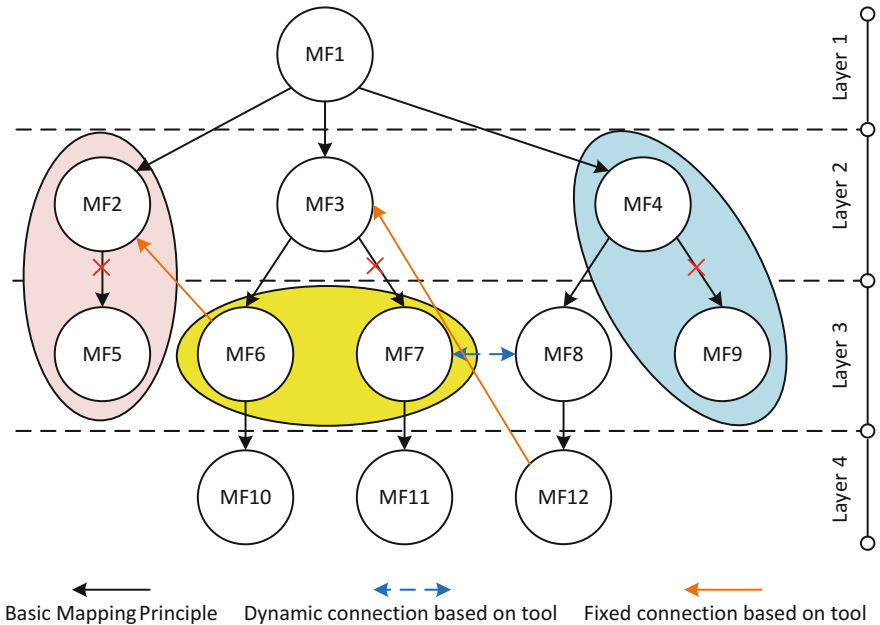 MF1
Layer 1
MF2
MF3
MF4
Layer 2
MF5
MF6
MF7
MF8
MF9
Layer 3
MF10
MF11
MF12
Layer 4
Basic Mapping Principle
Dynamic connection based on tool
Fixed connection based on tool